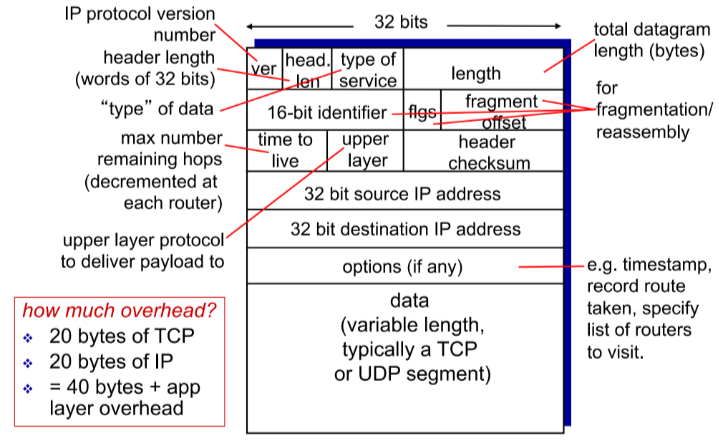 IP protocol version
number
header length
(words of 32 bits)
“type” of data
max number
remaining hops
(decremented at
each router)
upper layer protocol
to deliver payload to
how much overhead?
20 bytes of TCP
20 bytes of IP
= 40 bytes + app
layer overhead
32 bits
ver
head.
len
type of
service
length
16-bit identifier
flgs
fragment
offset
time to
live
upper
layer
header
checksum
32 bit source IP address
32 bit destination IP address
options (if any)
data
(variable length,
typically a TCP
or UDP segment)
total datagram
length (bytes)
for
fragmentation/
reassembly
e.g. timestamp,
record route
taken, specify
list of routers
to visit.